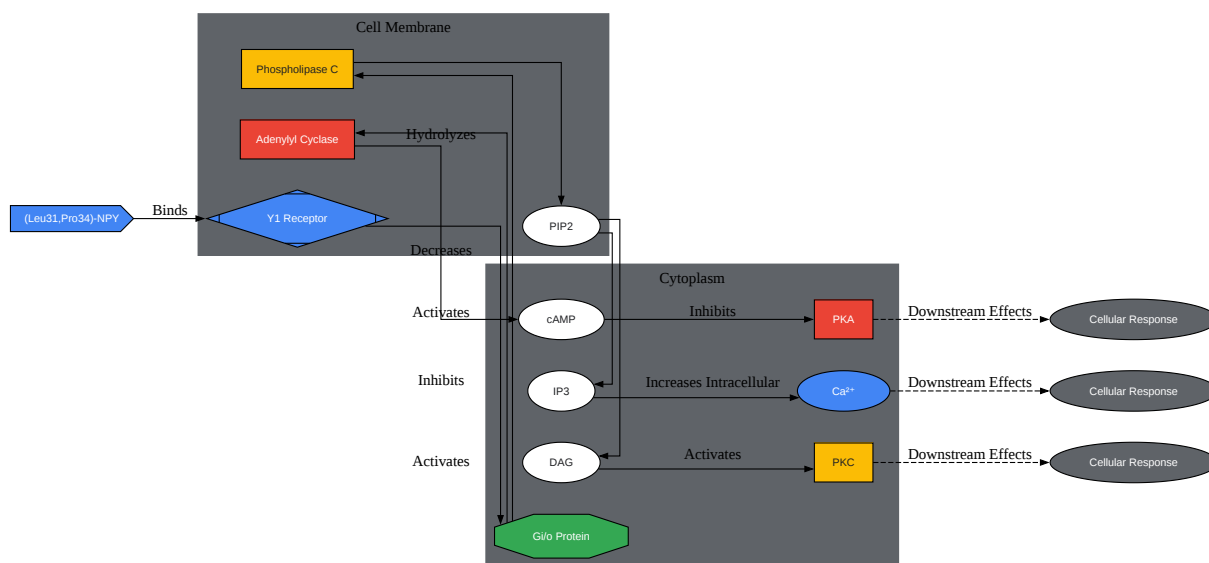 Cell Membrane
Phospholipase C
Adenylyl Cyclase
Hydrolyzes
(Leu31,Pro34)-NPY
Binds
Y1 Receptor
PIP2
Decreases
Cytoplasm
Activates
cAMP
Inhibits
PKA
Downstream Effects
Cellular Response
Inhibits
IP3
Increases Intracellular
Ca²⁺
Downstream Effects
Cellular Response
Activates
DAG
Activates
PKC
Downstream Effects
Cellular Response
Gi/o Protein